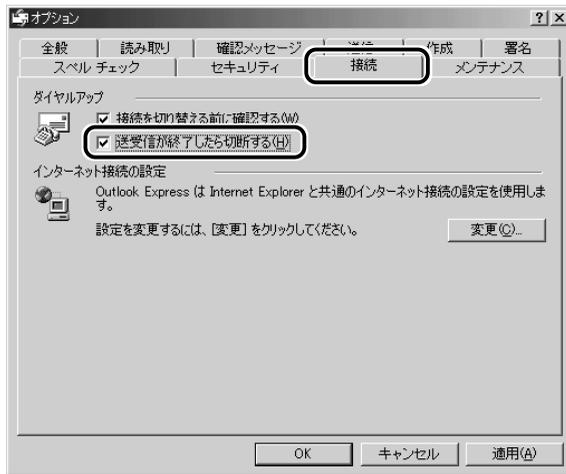 オプション
全般 読み取り 確認メッセージ 送信 作成 署名
スペル チェック セキュリティ 接続 メンテナンス
ダイヤルアップ
接続を切り替える前に確認する(W)
送受信が終了したら切断する(H)
インターネット接続の設定
Outlook Express は Internet Explorer と共通のインターネット接続の設定を使用しま
す。
設定を変更するには、[変更] をクリックしてください。
変更(C)...
OK キャンセル 適用(A)